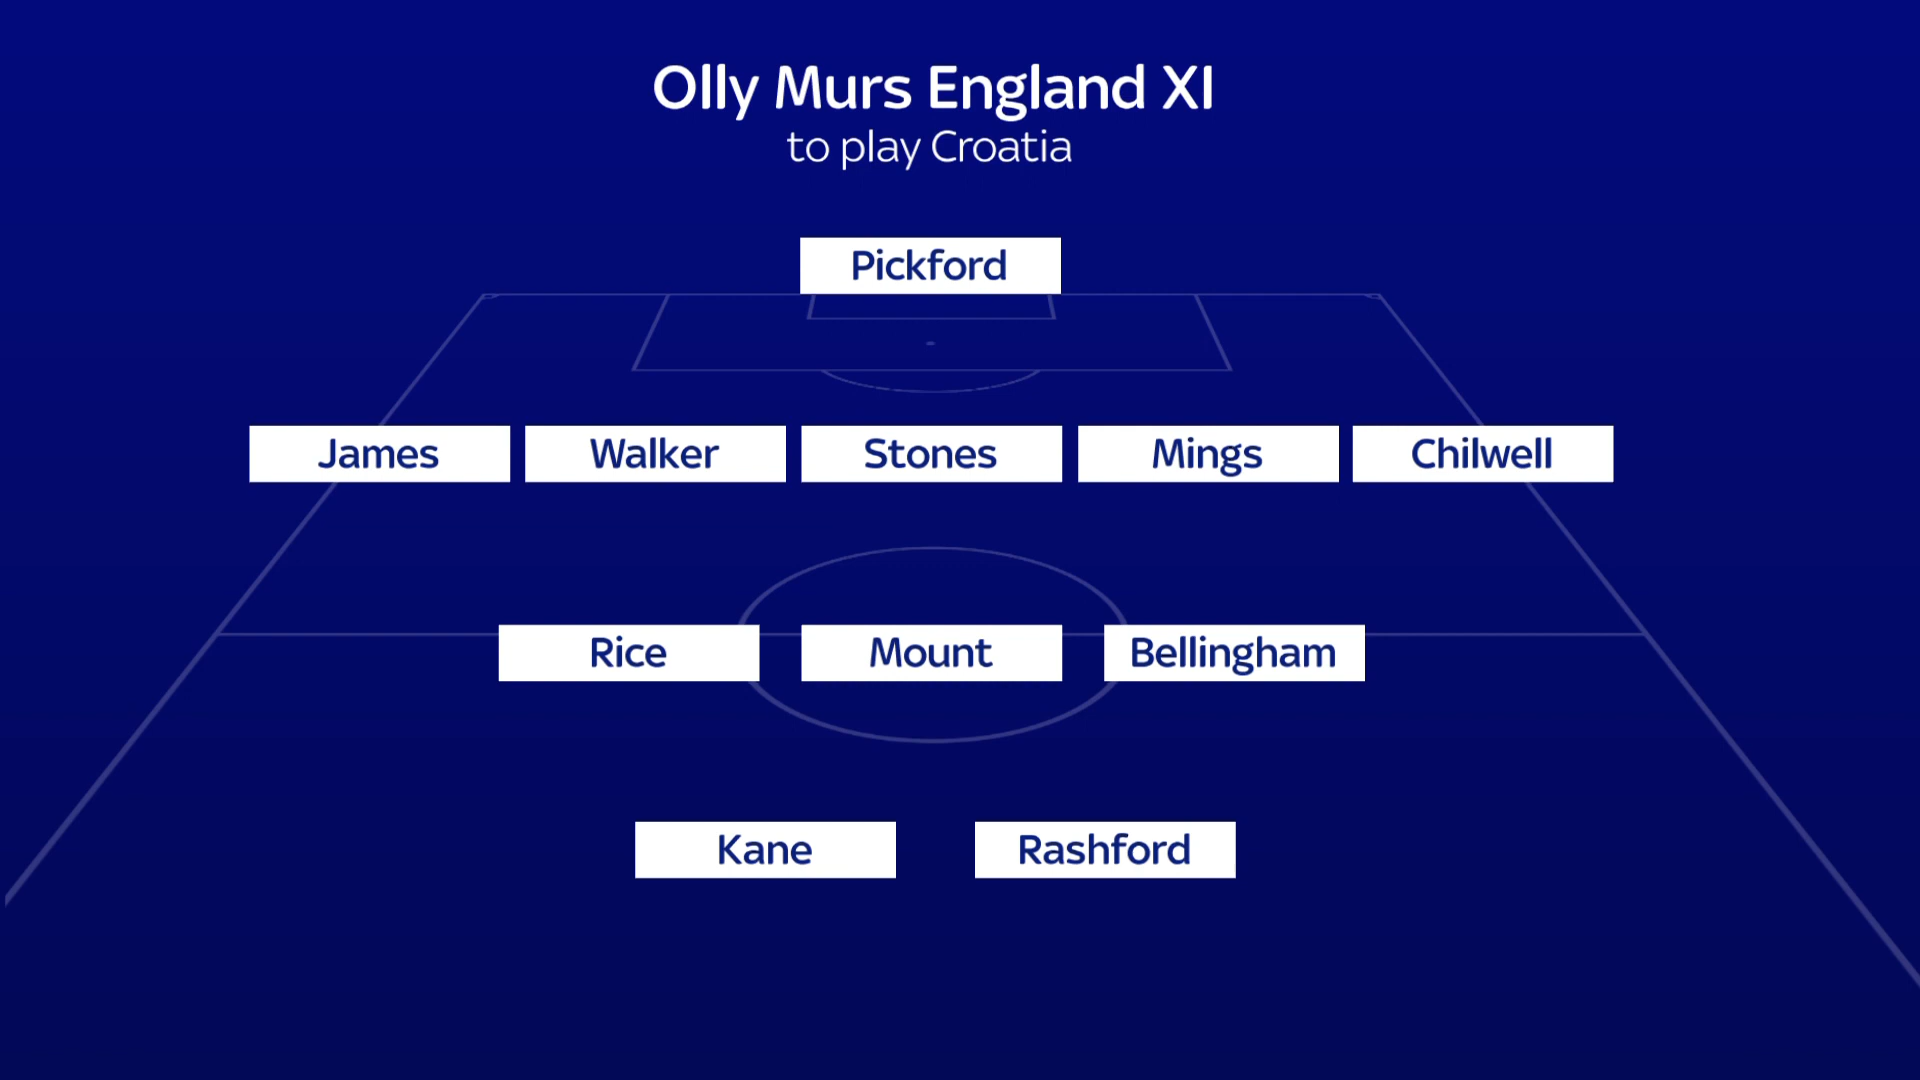 Olly Murs England XI
to play Croatia
Pickford
James Walker Stones Mings Chilwell
Rice Mount Bellingham
Kane Rashford